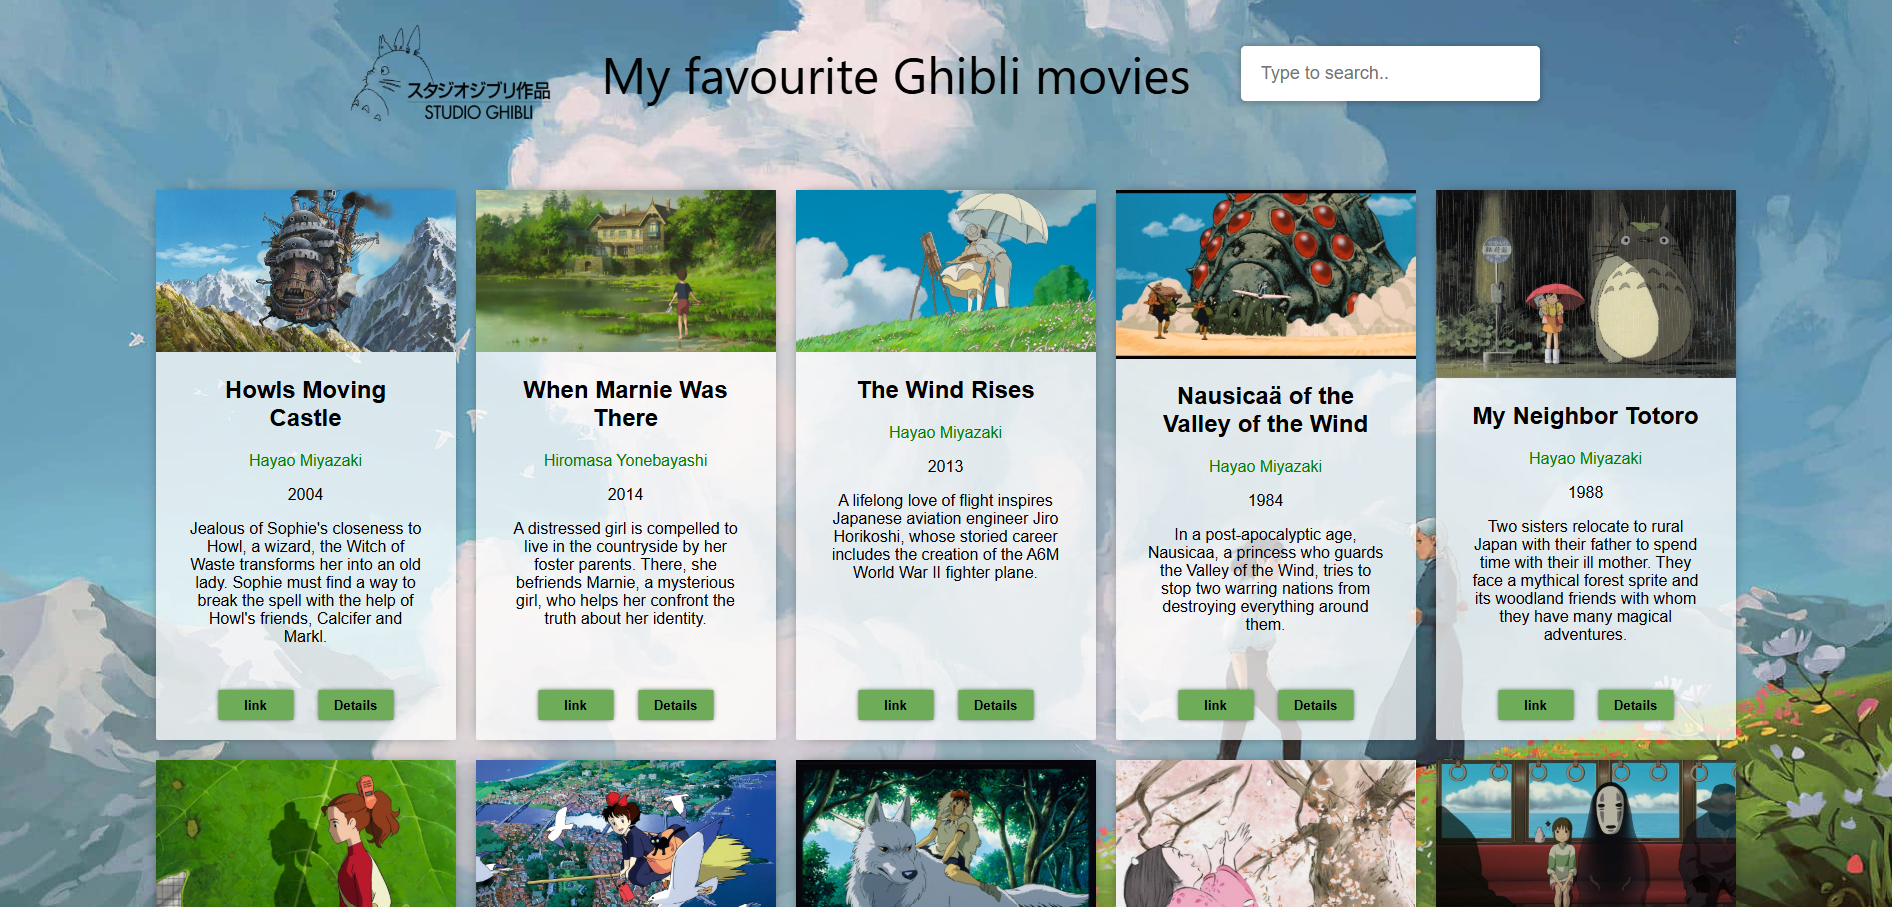 スタジオジブリ作品
STUDIO GHIBLI
My favourite Ghibli movies
Type to search..
Howls Moving
Castle
Hayao Miyazaki
2004
Jealous of Sophie's closeness to
Howl, a wizard, the Witch of
Waste transforms her into an old
lady. Sophie must find a way to
break the spell with the help of
Howl's friends, Calcifer and
Markl.
link
Details
When Marnie Was
There
Hiromasa Yonebayashi
2014
A distressed girl is compelled to
live in the countryside by her
foster parents. There, she
befriends Marnie, a mysterious
girl, who helps her confront the
truth about her identity.
link
Details
The Wind Rises
Hayao Miyazaki
2013
A lifelong love of flight inspires
Japanese aviation engineer Jiro
Horikoshi, whose storied career
includes the creation of the A6M
World War II fighter plane.
link
Details
Nausicaä of the
Valley of the Wind
Hayao Miyazaki
1984
In a post-apocalyptic age,
Nausicaa, a princess who guards
the Valley of the Wind, tries to
stop two warring nations from
destroying everything around
them.
link
Details
My Neighbor Totoro
Hayao Miyazaki
1988
Two sisters relocate to rural
Japan with their father to spend
time with their ill mother. They
face a mythical forest sprite and
its woodland friends with whom
they have many magical
adventures.
link
Details